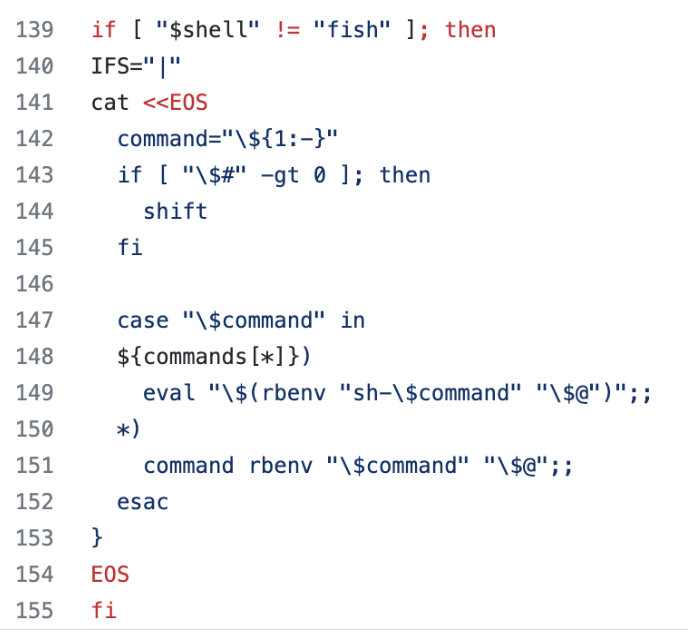 139 if [ "$shell" != "fish" ]; then
140 IFS="|"
141 cat <<EOS
142   command="\${1:-}"
143   if [ "\$#" -gt 0 ]; then
144     shift
145   fi
146
147   case "\$command" in
148   ${commands[*]})
149     eval "\$(rbenv "sh-\$command" "\$@")";;
150   *)
151     command rbenv "\$command" "\$@";;
152   esac
153 }
154 EOS
155 fi